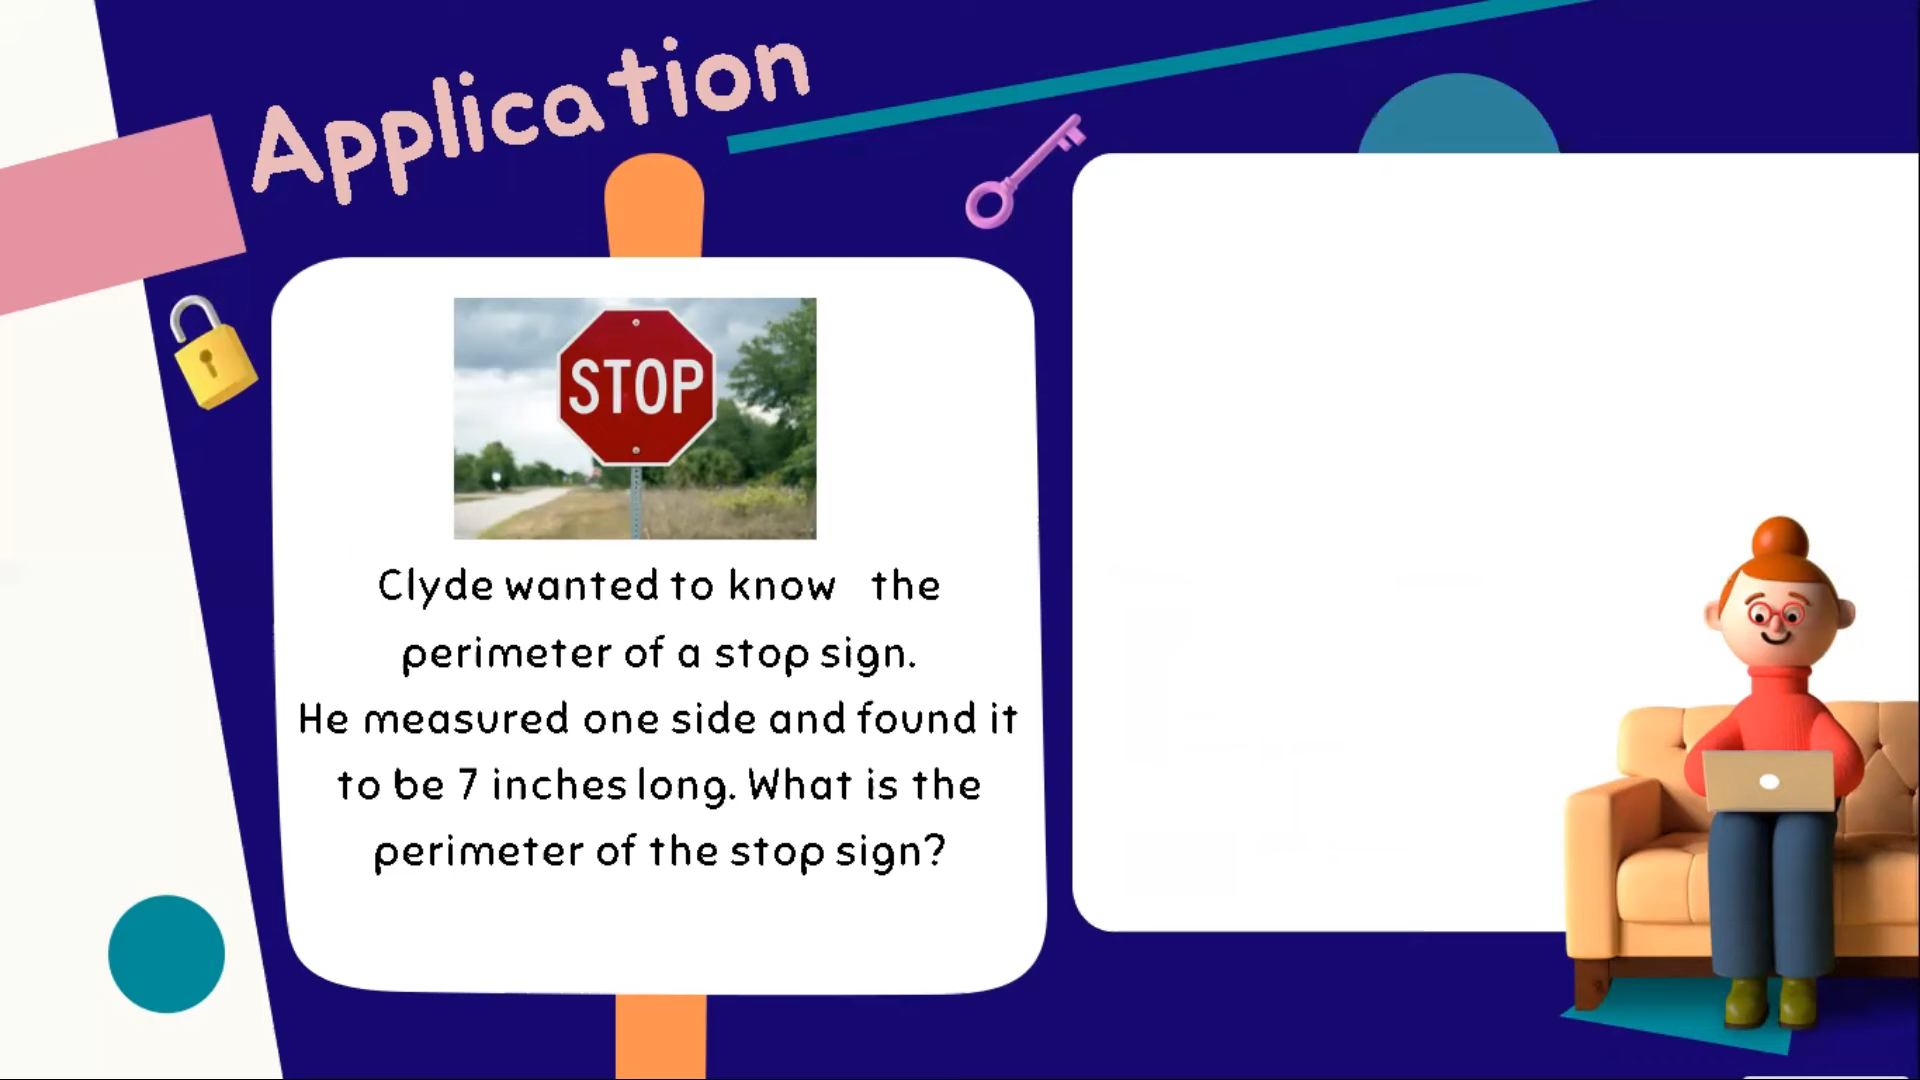 Application
STOP
Clyde wanted to know the
perimeter of a stop sign.
He measured one side and found it
to be 7 inches long. What is the
perimeter of the stop sign?